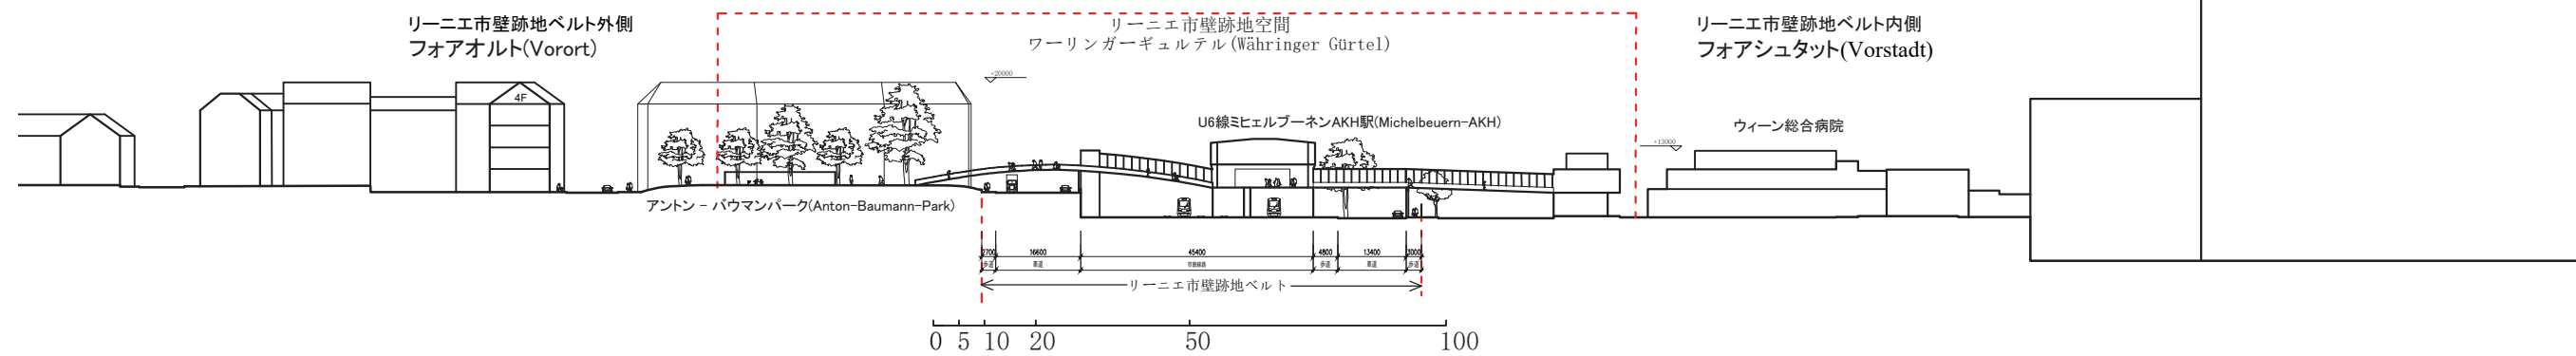 リーニエ市壁跡地ベルト外側
フォアオルト(Vorort)
リーニエ市壁跡地空間
ワーリンガーギュルテル(Währinger Gürtel)
リーニエ市壁跡地ベルト内側
フォアシュタット(Vorstadt)
4F
+20000
U6線ミヒェルブーネンAKH駅(Michelbeuern-AKH)
ウィーン総合病院
+13000
アントン - バウマンパーク(Anton-Baumann-Park)
2700 16600 45400 4800 13400 3000
歩道 車道 歩道 車道 歩道
リーニエ市壁跡地ベルト
0 5 10 20 50 100